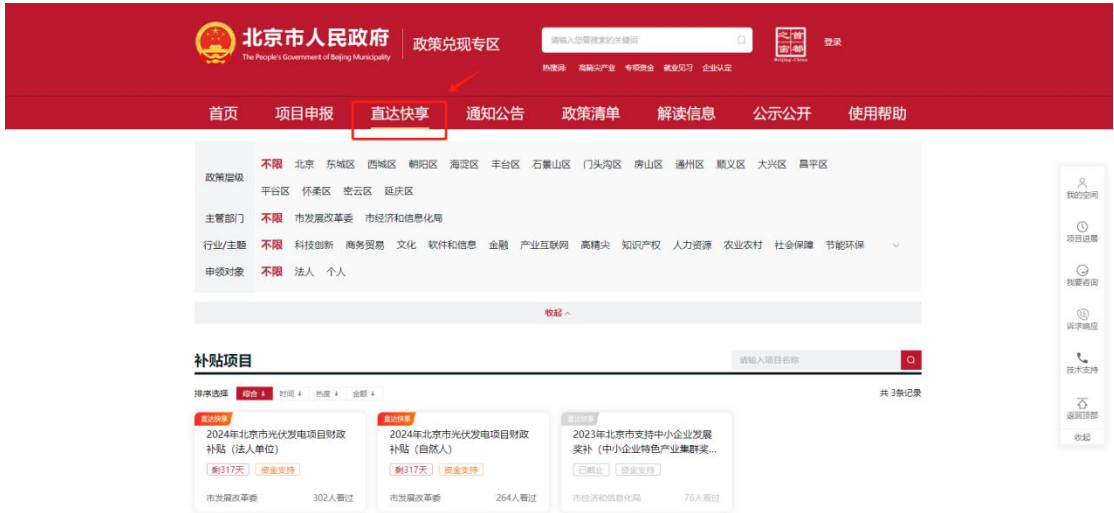 北京市人民政府
The People's Government of Beijing Municipality
政策兑现专区
请输入您要搜索的关键词
热搜词: 高精尖产业 专项资金 就业见习 企业认定
首都之窗
Beijing-China
登录
首页 项目申报 直达快享 通知公告 政策清单 解读信息 公示公开 使用帮助
政策层级 不限 北京 东城区 西城区 朝阳区 海淀区 丰台区 石景山区 门头沟区 房山区 通州区 顺义区 大兴区 昌平区
平谷区 怀柔区 密云区 延庆区
主管部门 不限 市发展改革委 市经济和信息化局
行业/主题 不限 科技创新 商务贸易 文化 软件和信息 金融 产业互联网 高精尖 知识产权 人力资源 农业农村 社会保障 节能环保
申领对象 不限 法人 个人
收起
补贴项目
请输入项目名称
排序选择 综合 时间 热度 金额
共 3条记录
直达快享
2024年北京市光伏发电项目财政
补贴（法人单位）
剩317天 资金支持
市发展改革委 302人看过
直达快享
2024年北京市光伏发电项目财政
补贴（自然人）
剩317天 资金支持
市发展改革委 264人看过
直达快享
2023年北京市支持中小企业发展
奖补（中小企业特色产业集群奖...
已截止 资金支持
市经济和信息化局 76人看过
我的空间
项目进展
我要咨询
诉求响应
技术支持
返回顶部
收起